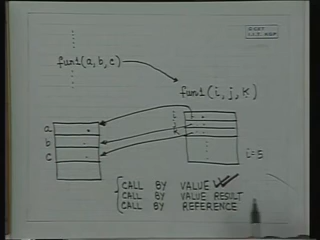 fun1(a,b,c)
fun1(i,j,k)
i
j
k
a
b
c
i=5
CALL BY VALUE
CALL BY VALUE RESULT
CALL BY REFERENCE